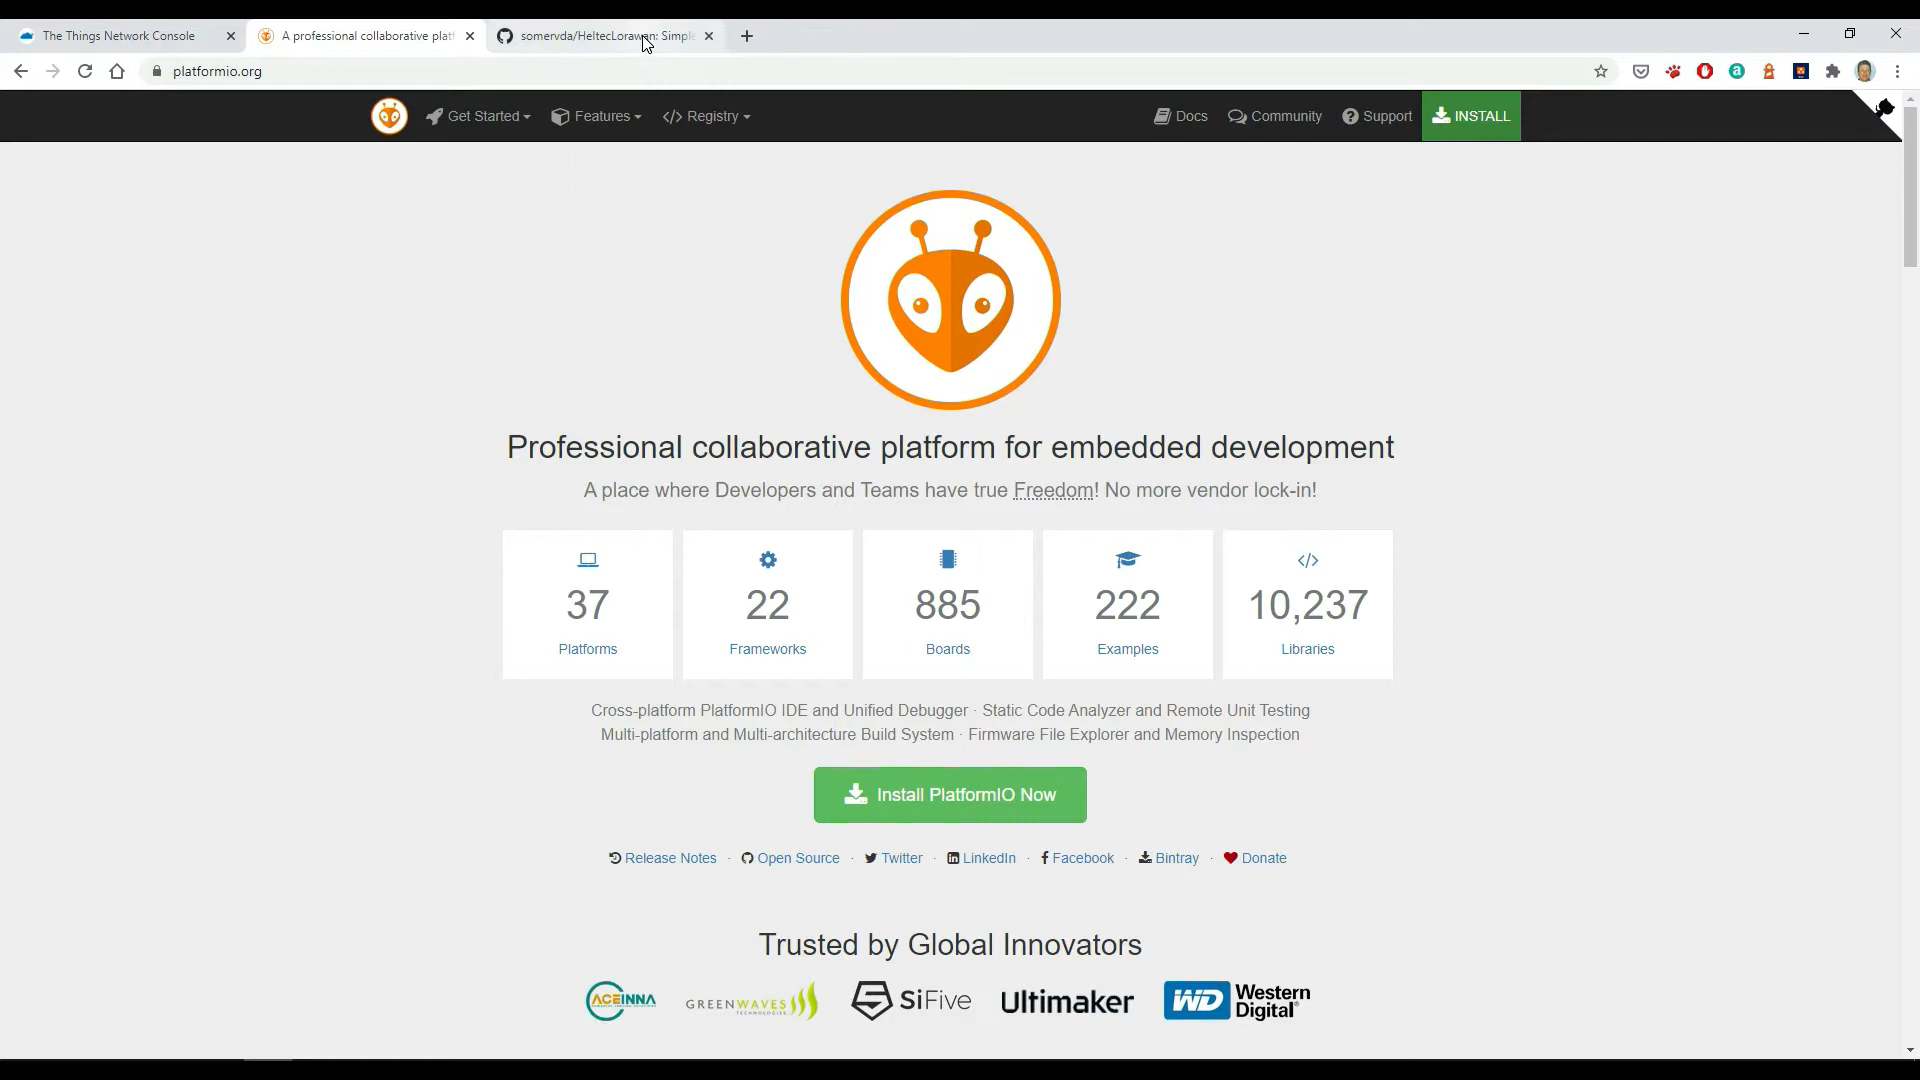 The Things Network Console
A professional collaborative platf
somervda/HeltecLorawan: Simple
platformio.org
Get Started
Features
Registry
Docs
Community
Support
INSTALL
Professional collaborative platform for embedded development
A place where Developers and Teams have true Freedom! No more vendor lock-in!
37
22
885
222
10,237
Platforms
Frameworks
Boards
Examples
Libraries
Cross-platform PlatformIO IDE and Unified Debugger · Static Code Analyzer and Remote Unit Testing
Multi-platform and Multi-architecture Build System · Firmware File Explorer and Memory Inspection
Install PlatformIO Now
Release Notes · Open Source · Twitter · LinkedIn · Facebook · Bintray · Donate
Trusted by Global Innovators
ACEINNA
GREENWAVES
TECHNOLOGIES
SiFive
Ultimaker
WD Western
Digital